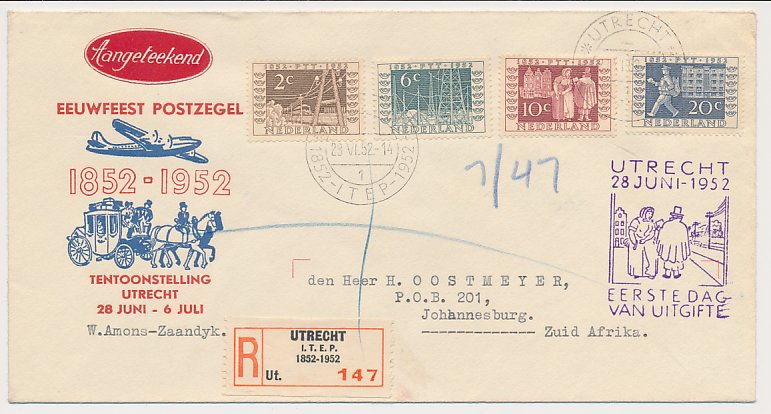 Aangeteekend
EEUWFEEST POSTZEGEL
1852-1952
TENTOONSTELLING
UTRECHT
28 JUNI - 6 JULI
W.Amons-Zaandyk.
1852-PTT-1952
2c
NEDERLAND
1852-PTT-1952
6c
NEDERLAND
1852-PTT-1952
10c
NEDERLAND
1852-PTT-1952
20c
NEDERLAND
UTRECHT
28 VI.52-14
1
1852-ITEP-1952
7/47
UTRECHT
28 JUNI-1952
EERSTE DAG
VAN UITGIFTE
den Heer H. OOSTMEYER,
P.O.B. 201,
Johannesburg.
Zuid Afrika.
R
UTRECHT
I.T.E.P.
1852-1952
Ut. 147